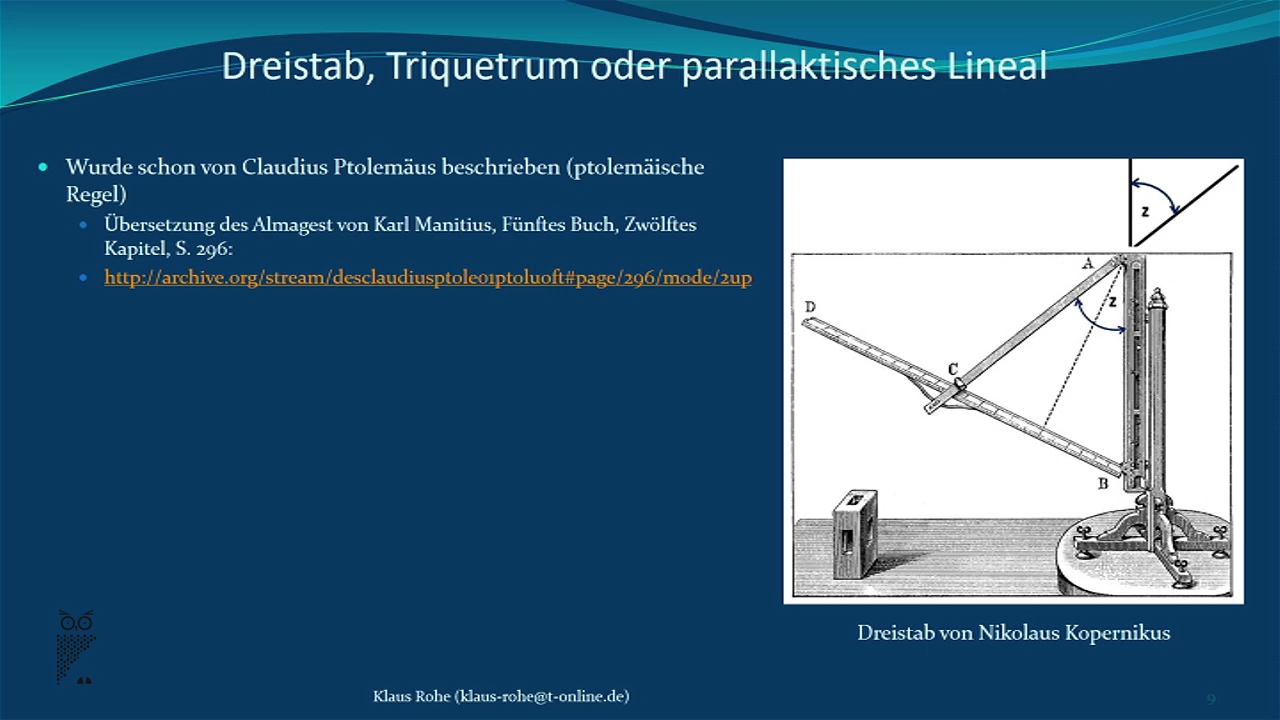 Dreistab, Triquetrum oder parallaktisches Lineal
Wurde schon von Claudius Ptolemäus beschrieben (ptolemäische
Regel)
Übersetzung des Almagest von Karl Manitius, Fünftes Buch, Zwölftes
Kapitel, S. 296:
http://archive.org/stream/desclaudiusptole01ptoluoft#page/296/mode/2up
z
A
z
D
C
B
Dreistab von Nikolaus Kopernikus
Klaus Rohe (klaus-rohe@t-online.de)
9